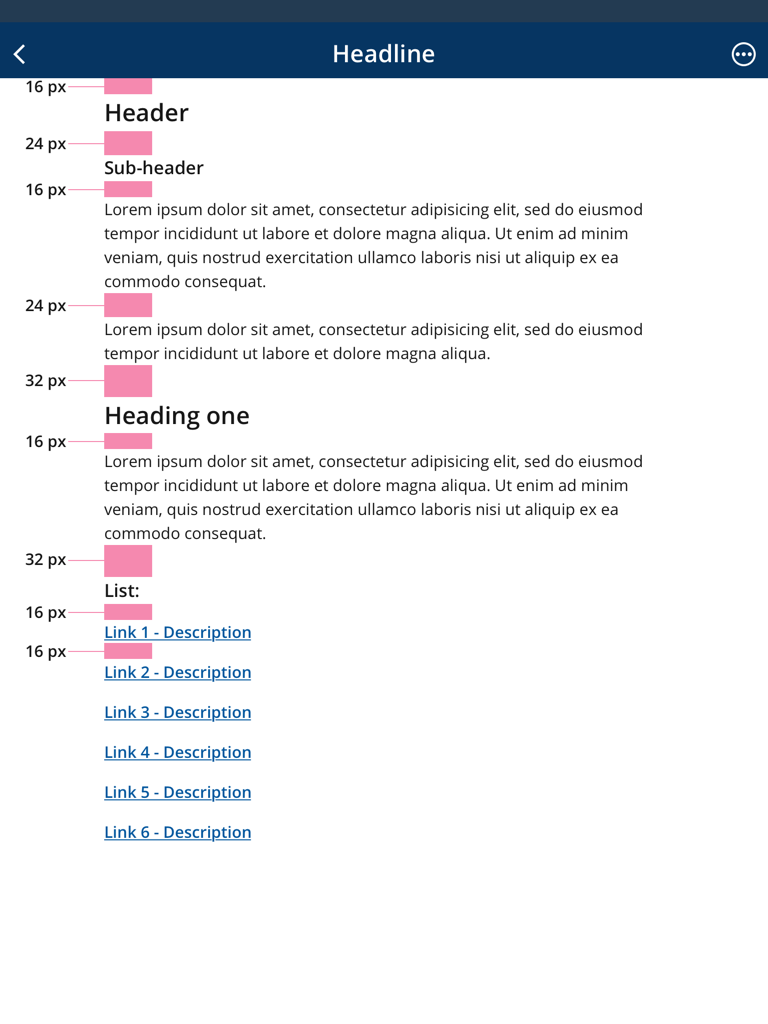 Headline
16 px
Header
24 px
Sub-header
16 px
Lorem ipsum dolor sit amet, consectetur adipisicing elit, sed do eiusmod
tempor incididunt ut labore et dolore magna aliqua. Ut enim ad minim
veniam, quis nostrud exercitation ullamco laboris nisi ut aliquip ex ea
commodo consequat.
24 px
Lorem ipsum dolor sit amet, consectetur adipisicing elit, sed do eiusmod
tempor incididunt ut labore et dolore magna aliqua.
32 px
Heading one
16 px
Lorem ipsum dolor sit amet, consectetur adipisicing elit, sed do eiusmod
tempor incididunt ut labore et dolore magna aliqua. Ut enim ad minim
veniam, quis nostrud exercitation ullamco laboris nisi ut aliquip ex ea
commodo consequat.
32 px
List:
16 px
Link 1 - Description
16 px
Link 2 - Description
Link 3 - Description
Link 4 - Description
Link 5 - Description
Link 6 - Description